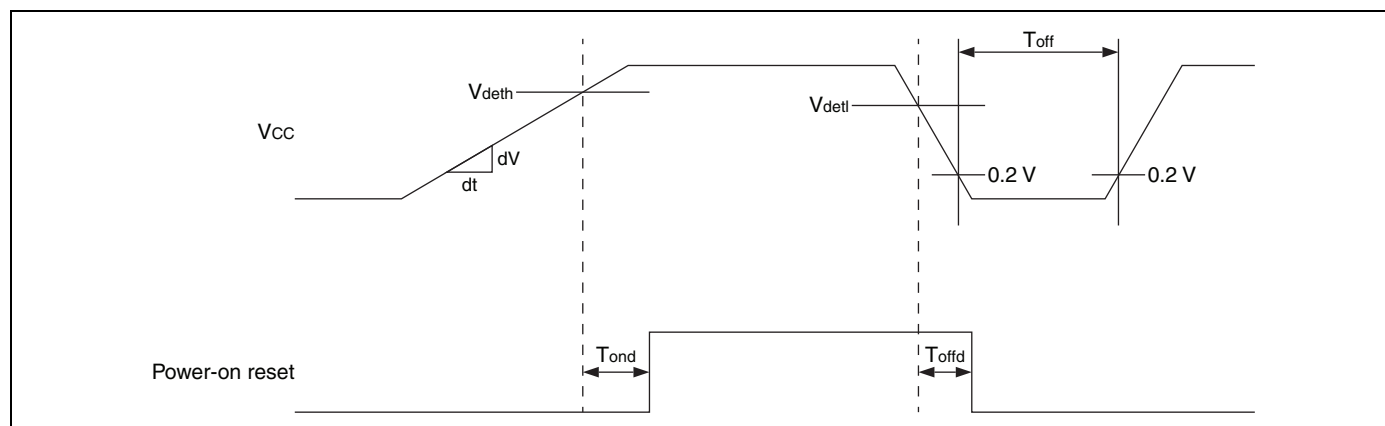 Toff
Vdeth
Vdetl
VCC
dV
dt
0.2 V
0.2 V
Tond
Toffd
Power-on reset